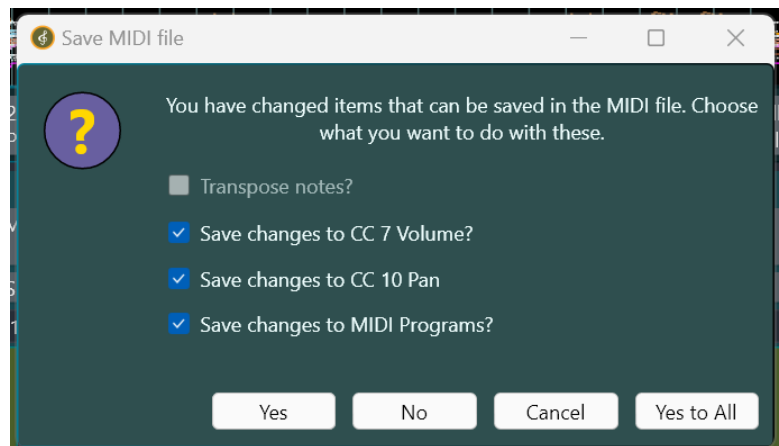 Save MIDI file
You have changed items that can be saved in the MIDI file. Choose
what you want to do with these.
Transpose notes?
Save changes to CC 7 Volume?
Save changes to CC 10 Pan
Save changes to MIDI Programs?
Yes No Cancel Yes to All